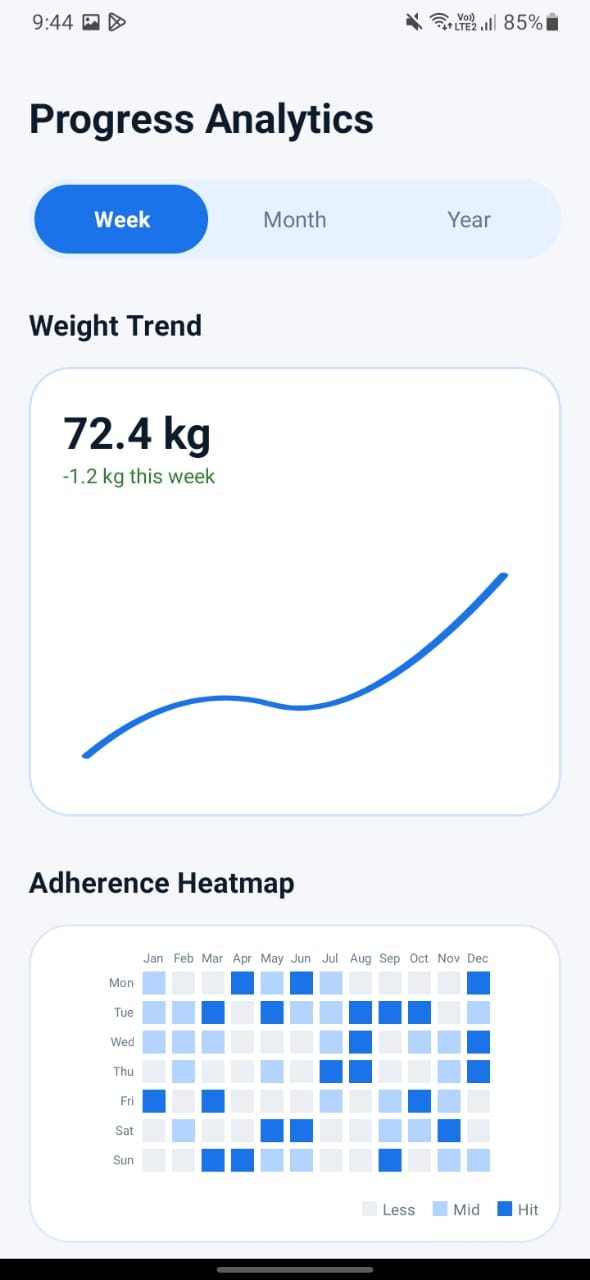 9:44 Vo) LTE2 85%
Progress Analytics
Week Month Year
Weight Trend
72.4 kg
-1.2 kg this week
Adherence Heatmap
Jan Feb Mar Apr May Jun Jul Aug Sep Oct Nov Dec
Mon
Tue
Wed
Thu
Fri
Sat
Sun
Less Mid Hit